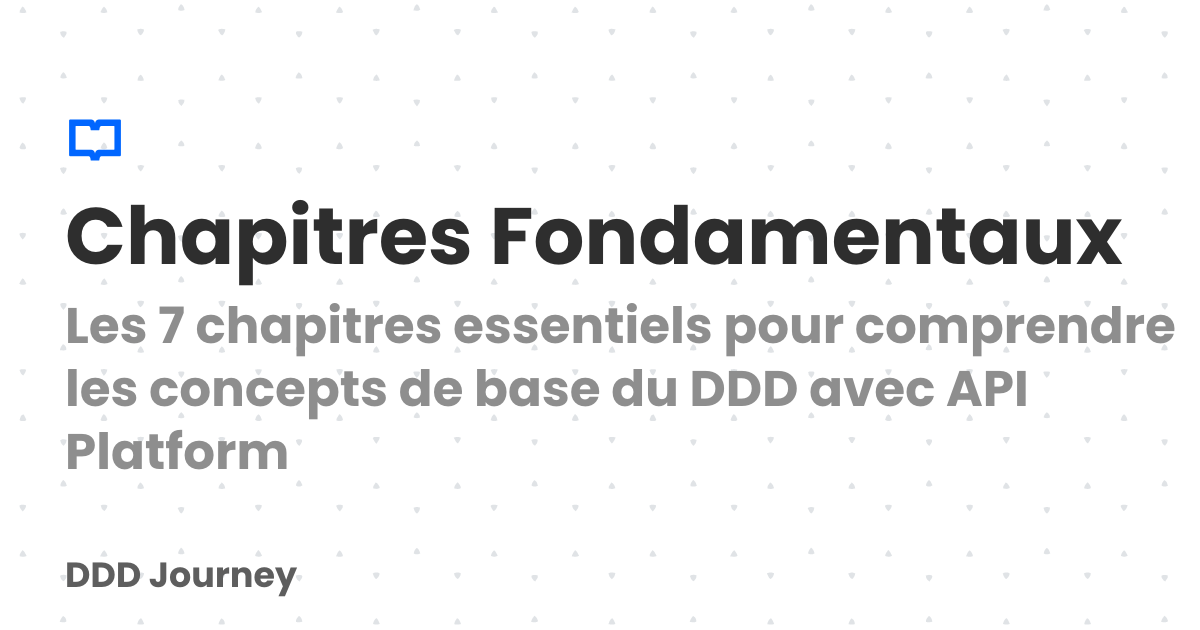 Chapitres Fondamentaux
Les 7 chapitres essentiels pour comprendre
les concepts de base du DDD avec API
Platform
DDD Journey